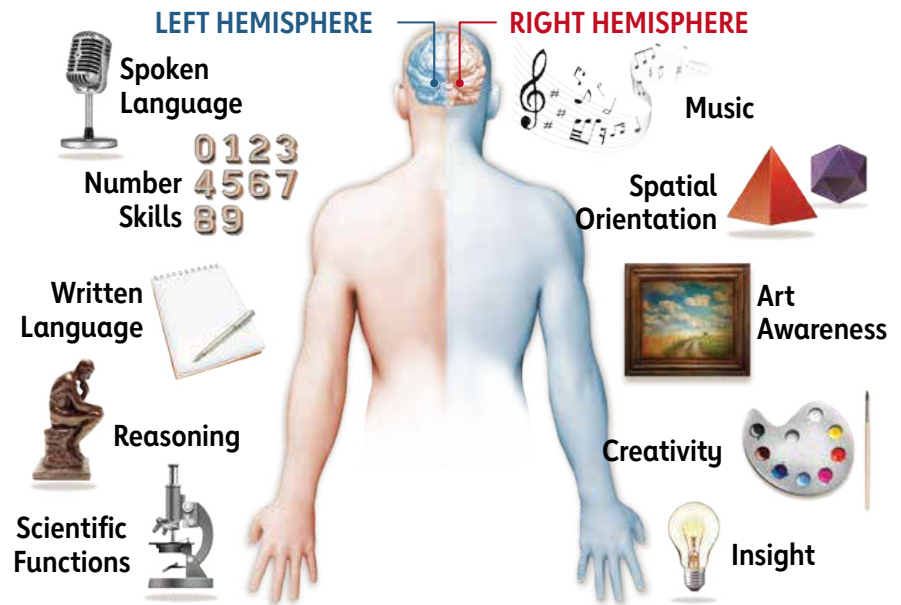 LEFT HEMISPHERE
RIGHT HEMISPHERE
Spoken
Language
Music
0123
4567
89
Number
Skills
Spatial
Orientation
Written
Language
Art
Awareness
Reasoning
Creativity
Scientific
Functions
Insight